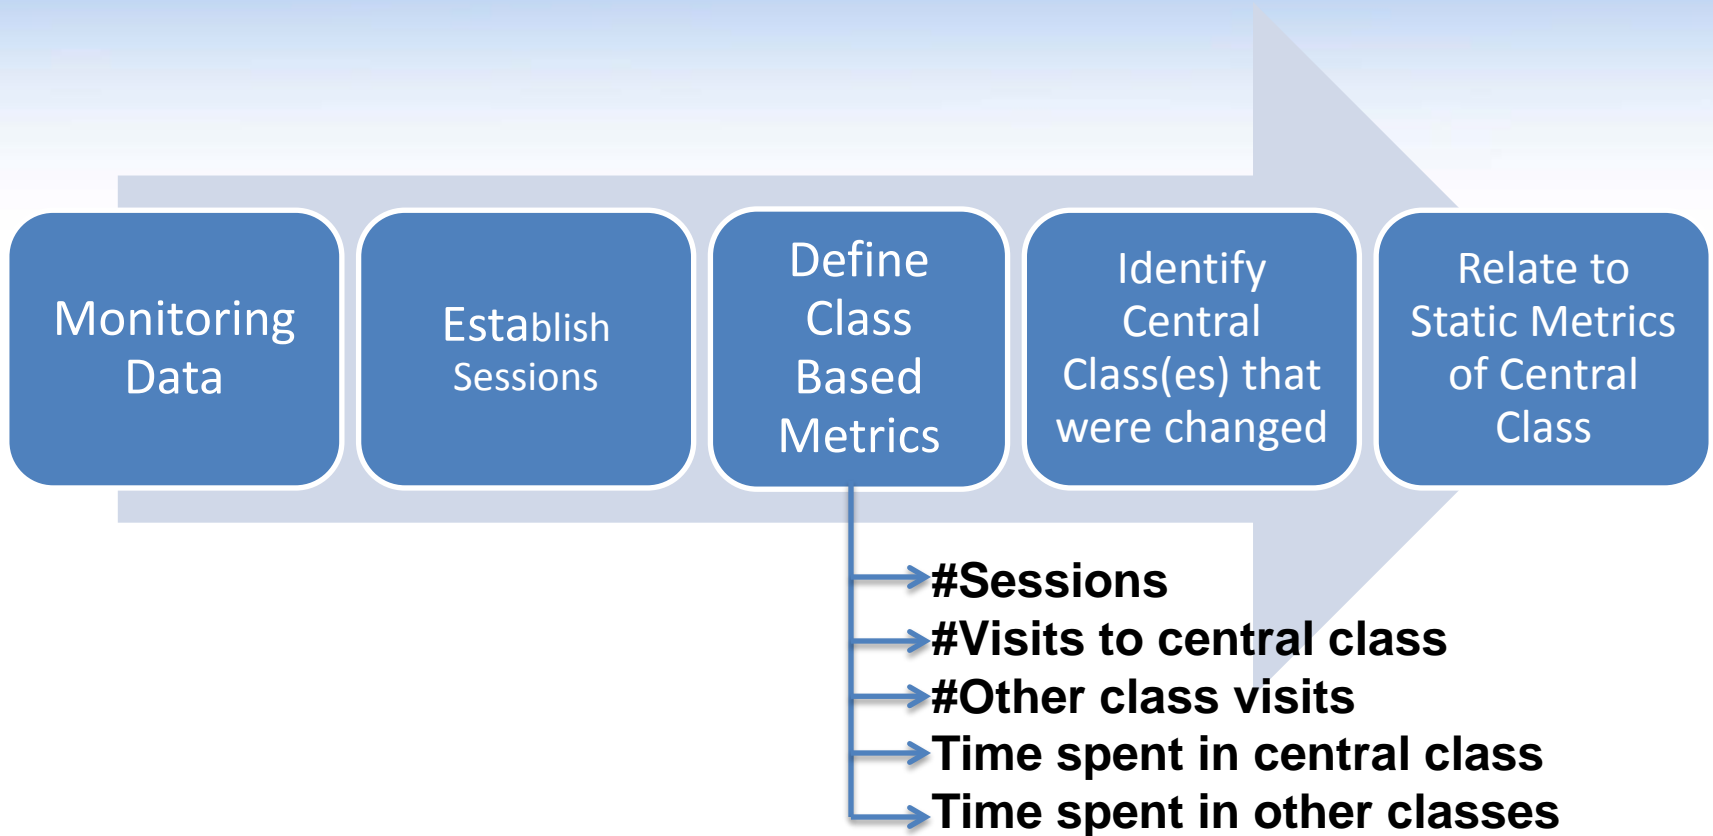 Monitoring
Data
Establish
Sessions
Define
Class
Based
Metrics
Identify
Central
Class(es) that
were changed
Relate to
Static Metrics
of Central
Class
#Sessions
#Visits to central class
#Other class visits
Time spent in central class
Time spent in other classes